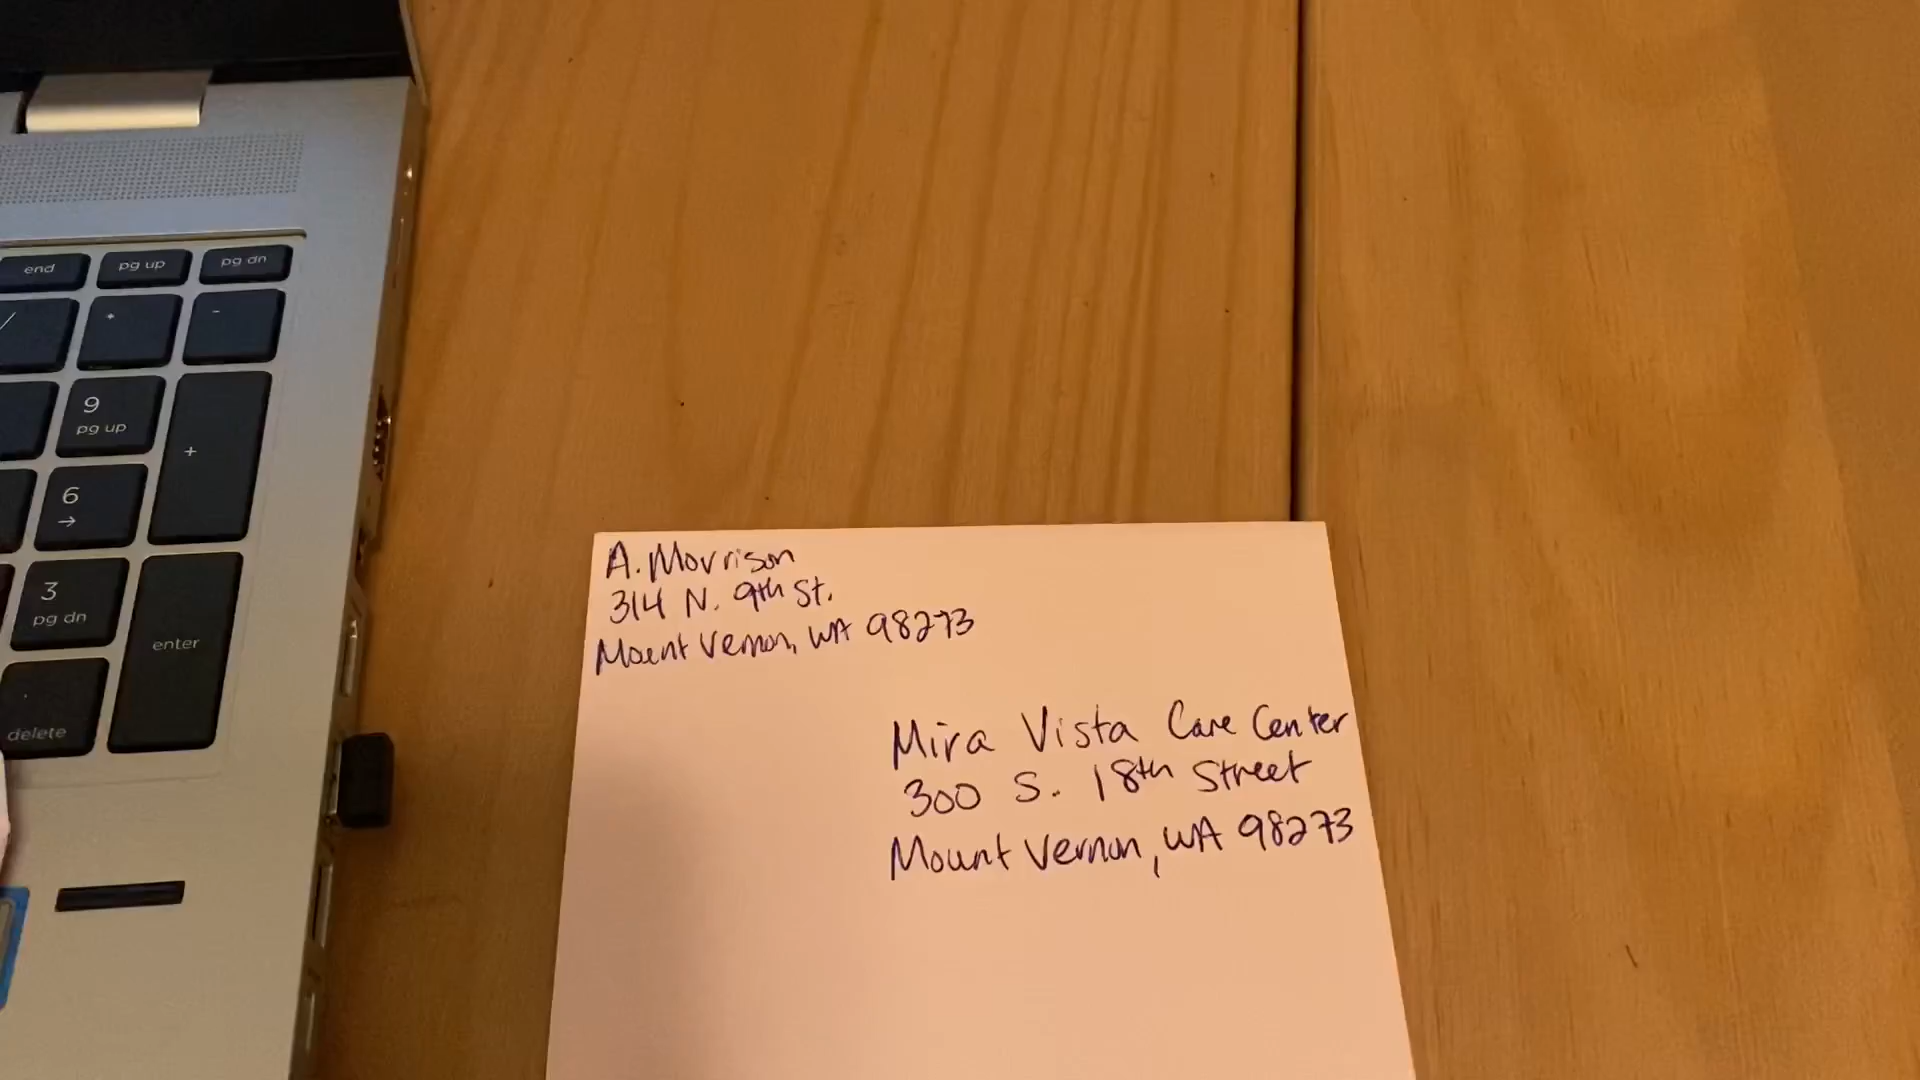 end
pg up
pg dn
/
*
-
9
pg up
+
6
→
3
pg dn
enter
.
delete
A. Morrison
314 N. 9th St.
Mount Vernon, WA 98273
Mira Vista Care Center
300 S. 18th Street
Mount Vernon, WA 98273